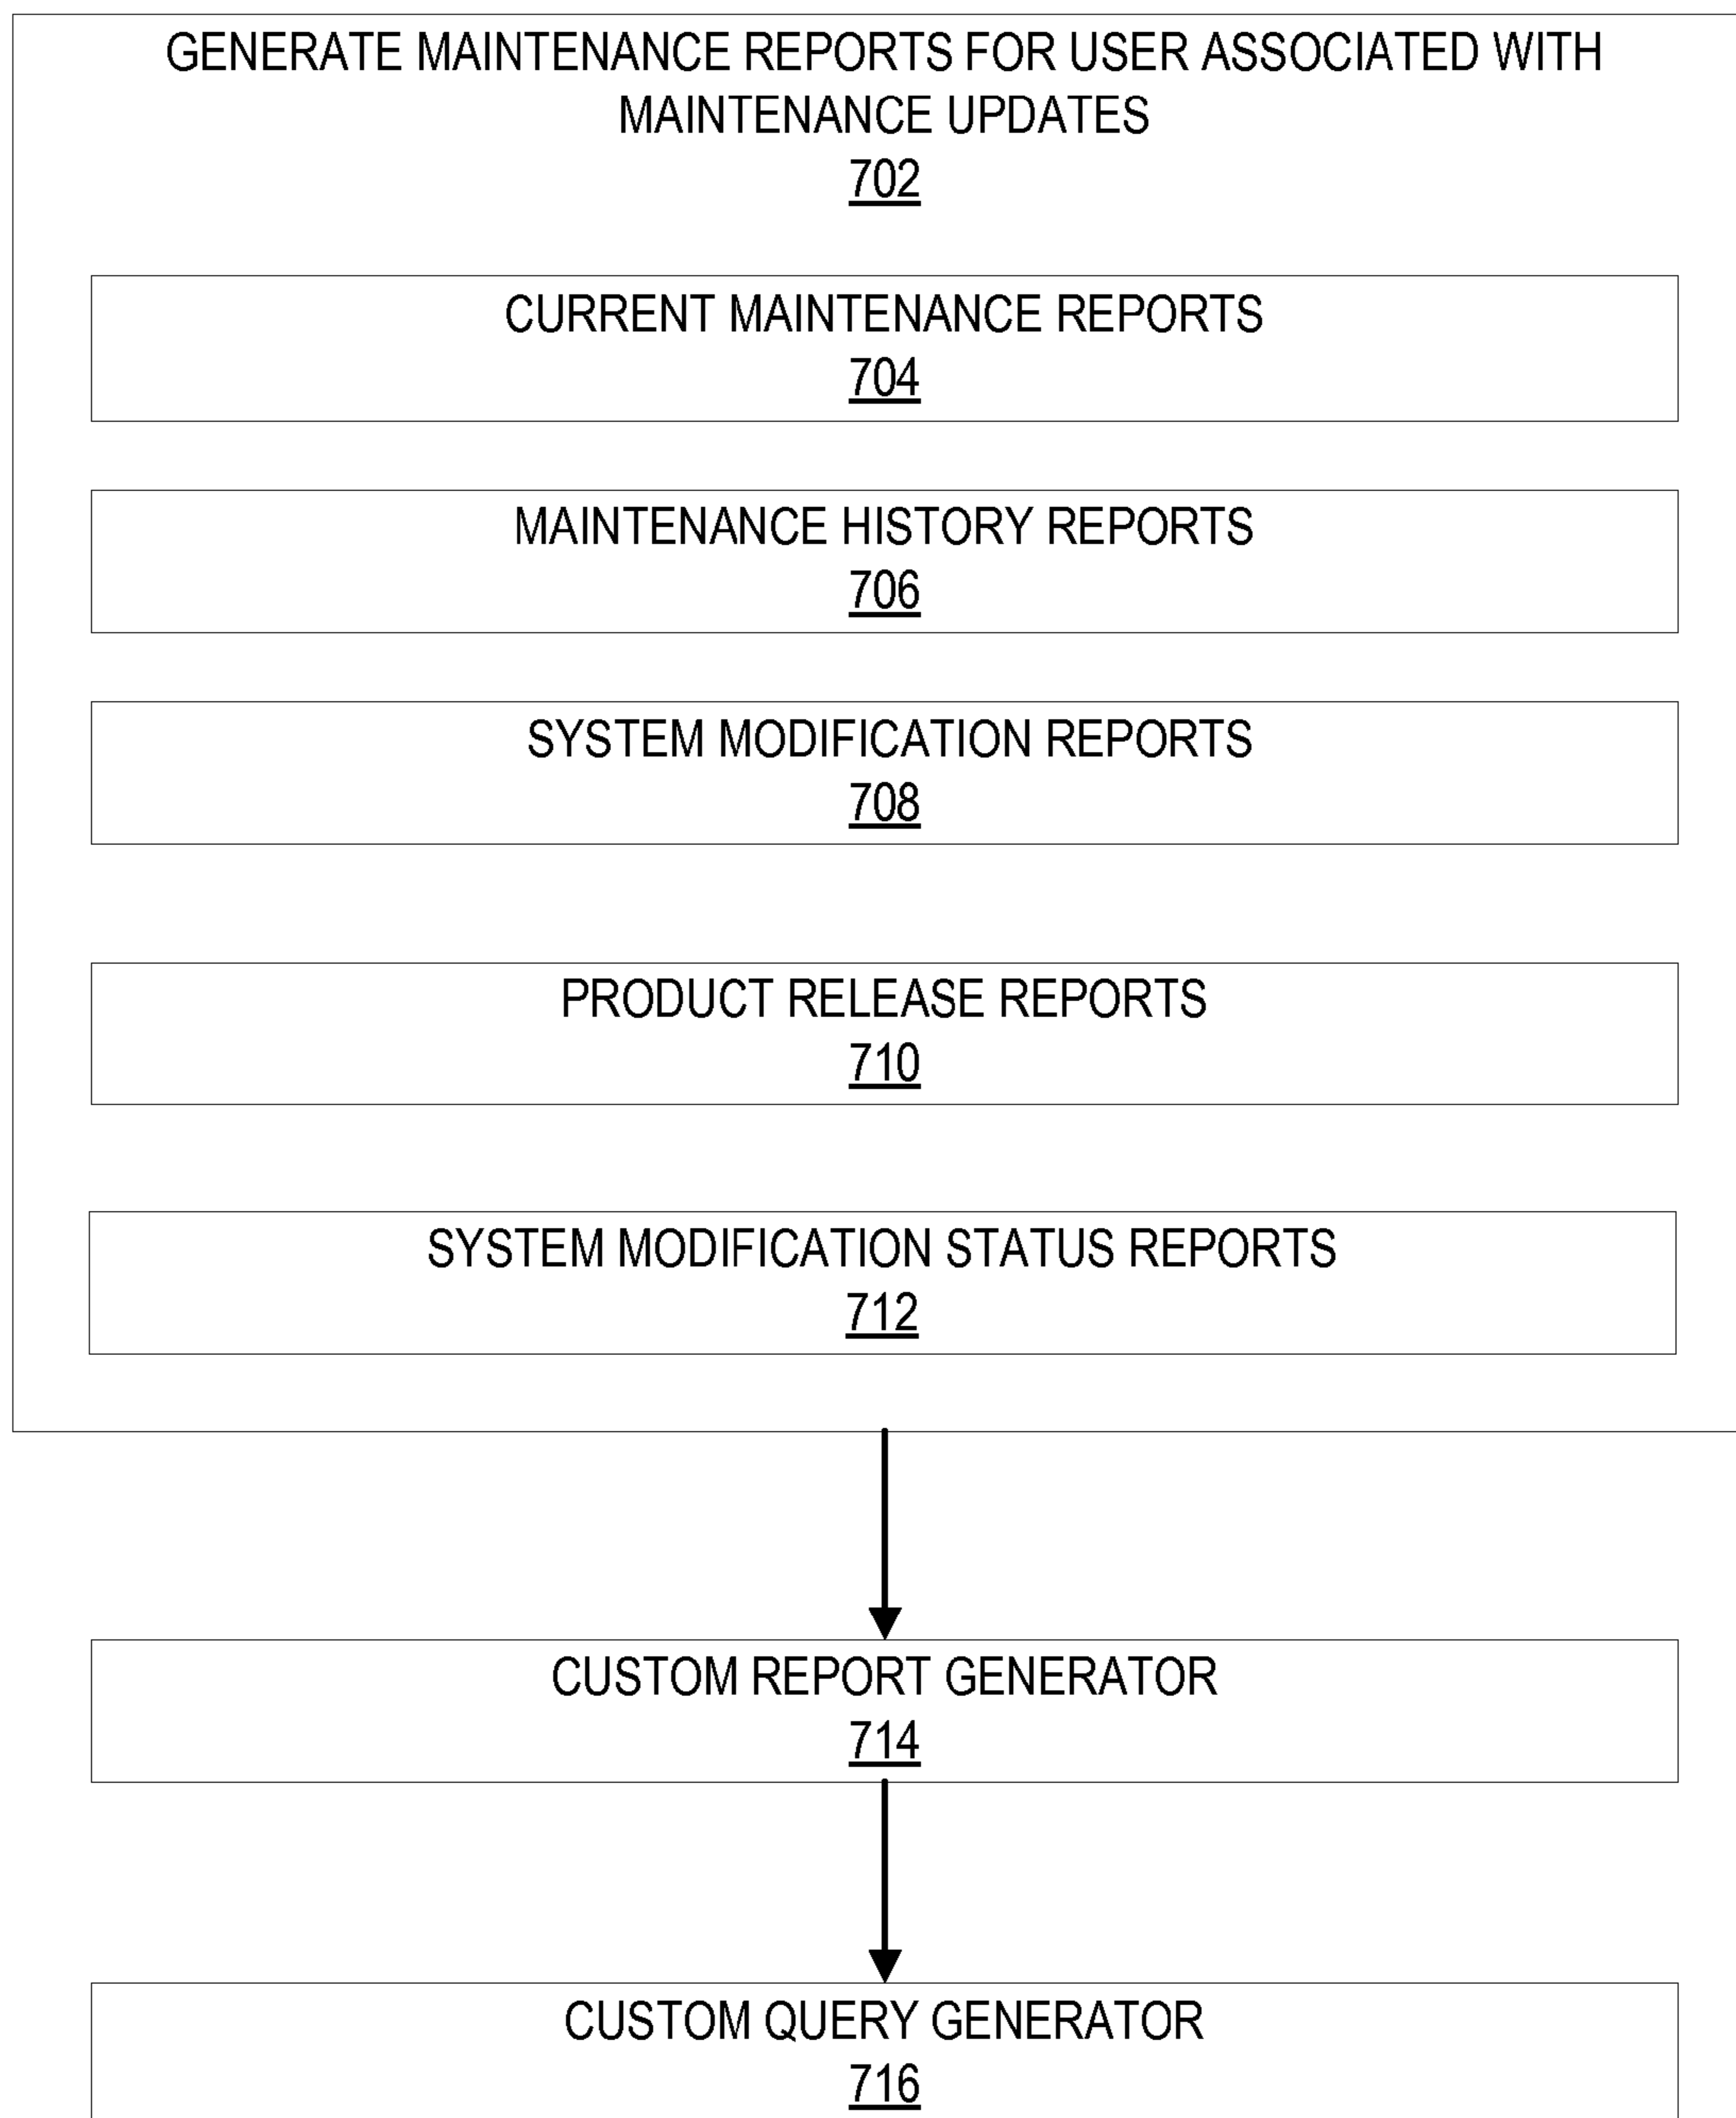 GENERATE MAINTENANCE REPORTS FOR USER ASSOCIATED WITH
MAINTENANCE UPDATES
702
CURRENT MAINTENANCE REPORTS
704
MAINTENANCE HISTORY REPORTS
706
SYSTEM MODIFICATION REPORTS
708
PRODUCT RELEASE REPORTS
710
SYSTEM MODIFICATION STATUS REPORTS
712
CUSTOM REPORT GENERATOR
714
CUSTOM QUERY GENERATOR
716